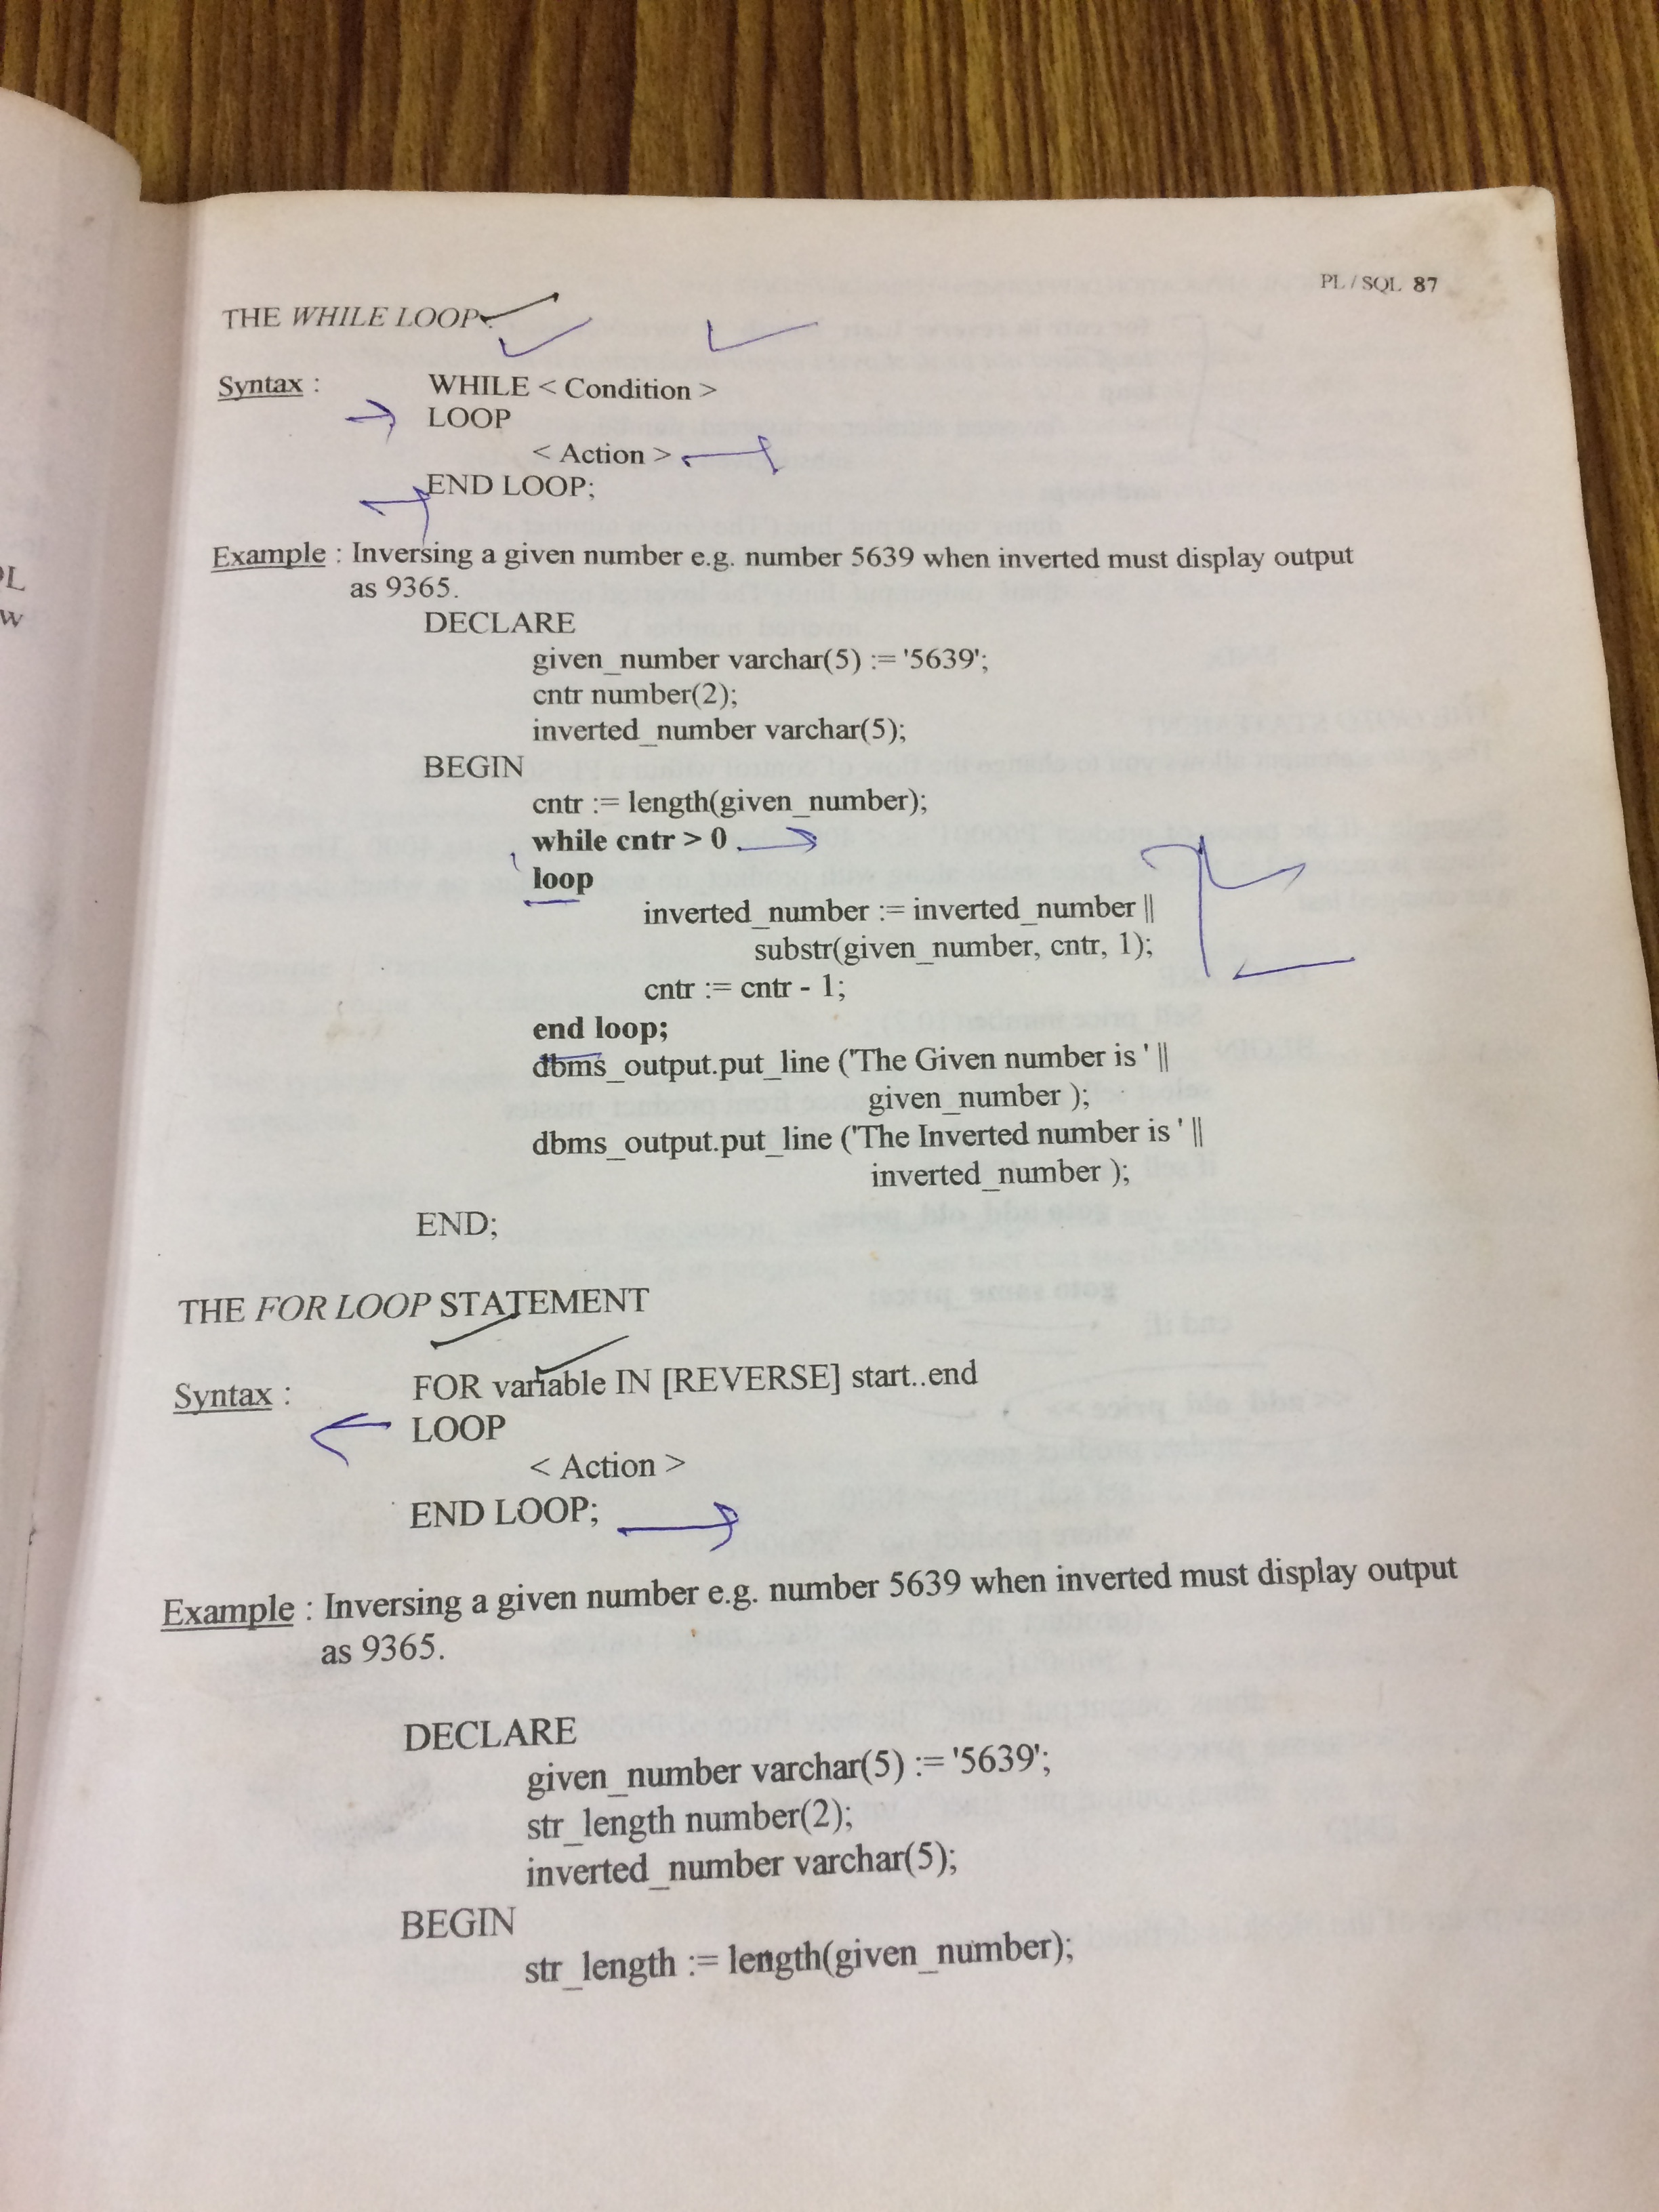 PL / SQL 87
THE WHILE LOOP
Syntax :
WHILE < Condition >
LOOP
< Action >
END LOOP;
Example : Inversing a given number e.g. number 5639 when inverted must display output
as 9365.
DECLARE
given_number varchar(5) := '5639';
cntr number(2);
inverted_number varchar(5);
BEGIN
cntr := length(given_number);
while cntr > 0
loop
inverted_number := inverted_number ||
substr(given_number, cntr, 1);
cntr := cntr - 1;
end loop;
dbms_output.put_line ('The Given number is ' ||
given_number );
dbms_output.put_line ('The Inverted number is ' ||
inverted_number );
END;
THE FOR LOOP STATEMENT
Syntax :
FOR variable IN [REVERSE] start..end
LOOP
< Action >
END LOOP;
Example : Inversing a given number e.g. number 5639 when inverted must display output
as 9365.
DECLARE
given_number varchar(5) := '5639';
str_length number(2);
inverted_number varchar(5);
BEGIN
str_length := length(given_number);